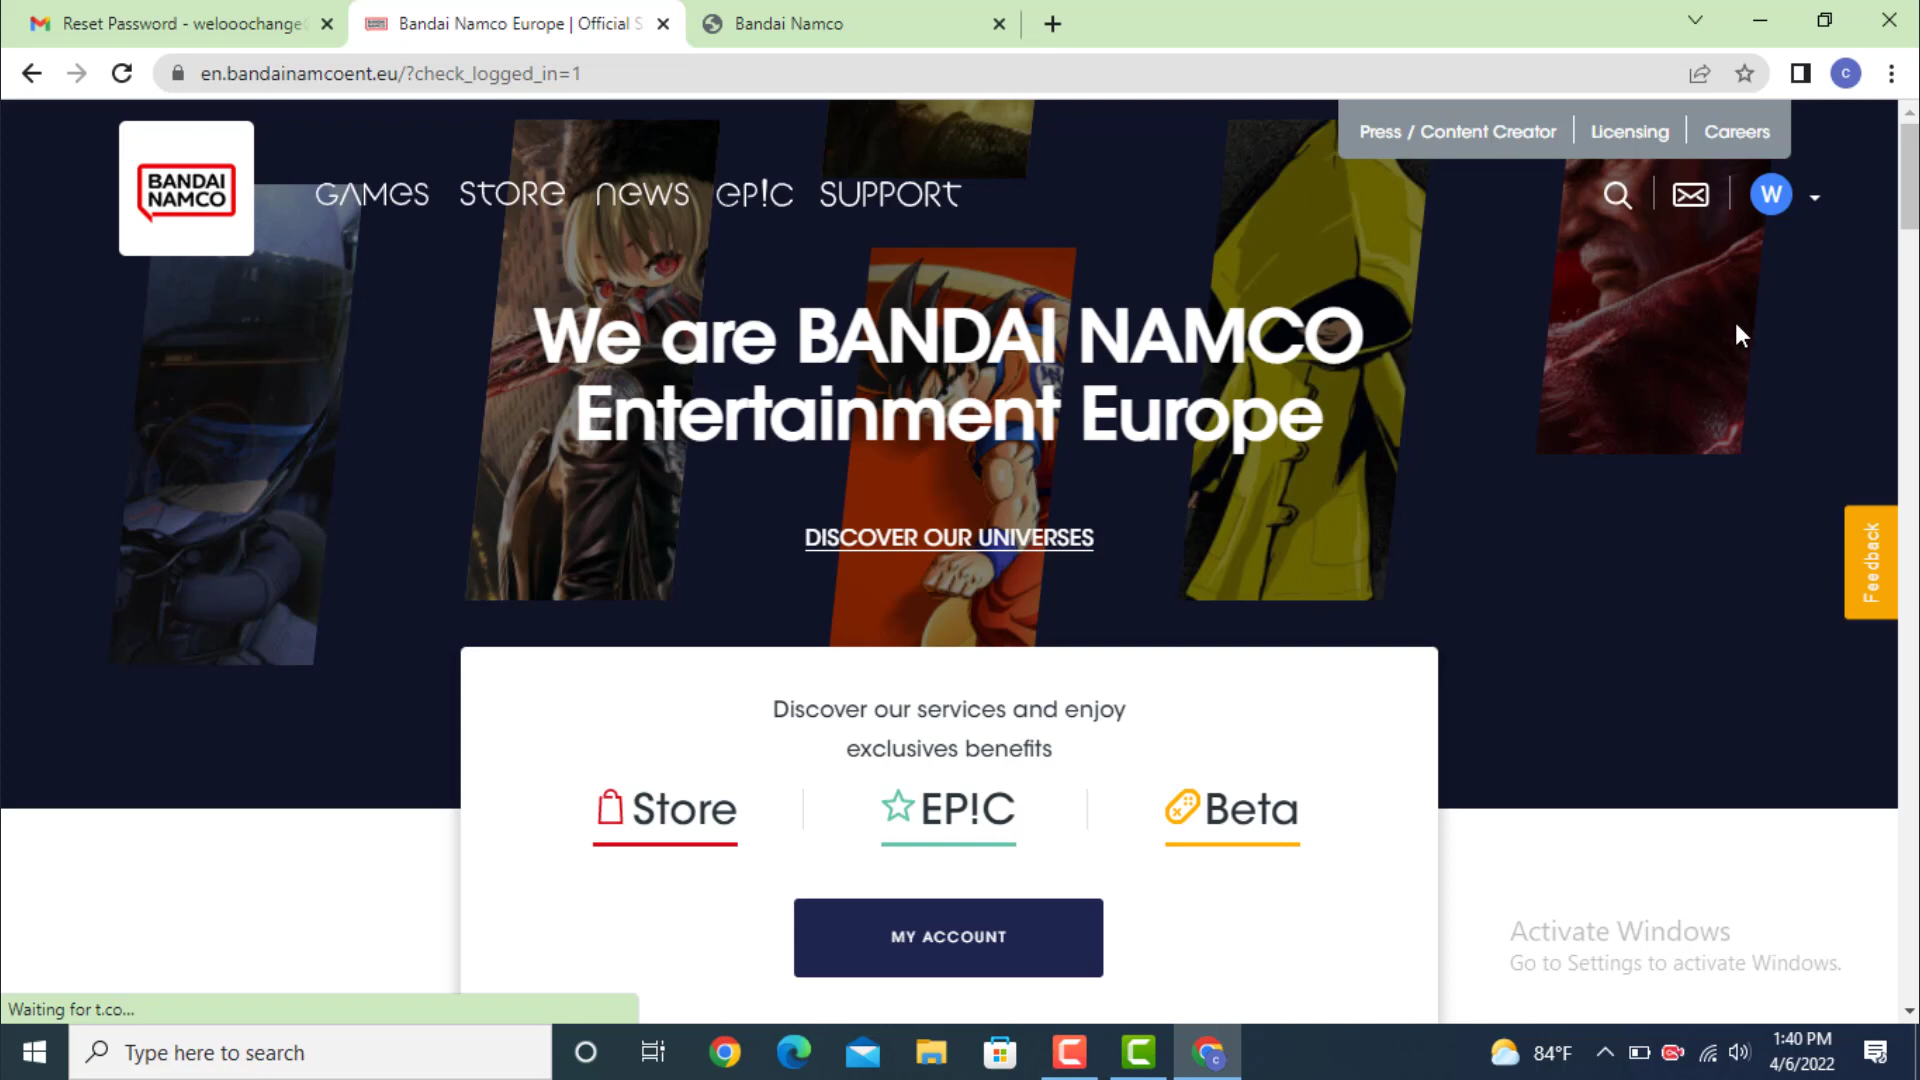 Reset Password - welooochange
Bandai Namco Europe | Official S
Bandai Namco
en.bandainamcoent.eu/?check_logged_in=1
c
Press / Content Creator
Licensing
Careers
BANDAI
NAMCO
GAMES
STORE
NEWS
EP!C
SUPPORT
W
We are BANDAI NAMCO
Entertainment Europe
DISCOVER OUR UNIVERSES
Feedback
Discover our services and enjoy
exclusives benefits
Store
EP!C
Beta
MY ACCOUNT
Activate Windows
Go to Settings to activate Windows.
Waiting for t.co...
Type here to search
84°F
1:40 PM
4/6/2022